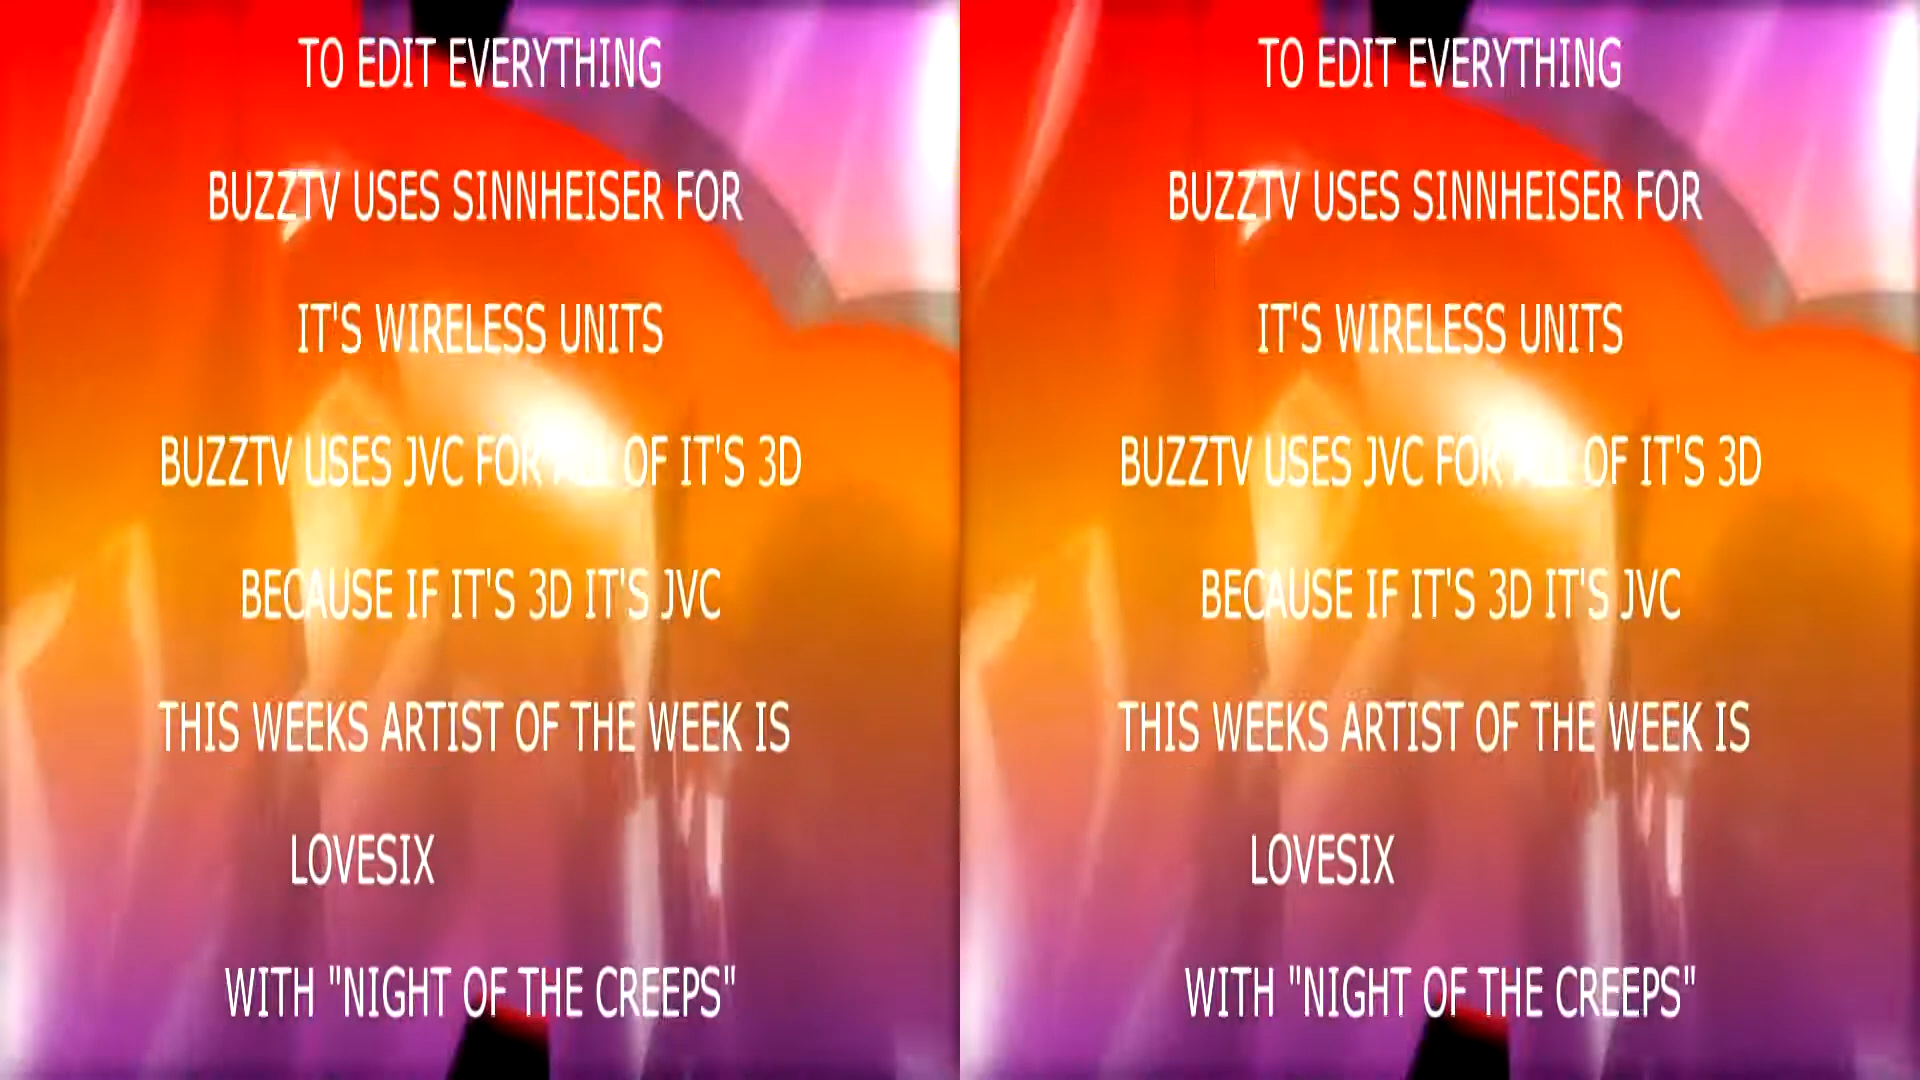 TO EDIT EVERYTHING
BUZZTV USES SINNHEISER FOR
IT'S WIRELESS UNITS
BUZZTV USES JVC FOR ALL OF IT'S 3D
BECAUSE IF IT'S 3D IT'S JVC
THIS WEEKS ARTIST OF THE WEEK IS
LOVESIX
WITH "NIGHT OF THE CREEPS"
TO EDIT EVERYTHING
BUZZTV USES SINNHEISER FOR
IT'S WIRELESS UNITS
BUZZTV USES JVC FOR ALL OF IT'S 3D
BECAUSE IF IT'S 3D IT'S JVC
THIS WEEKS ARTIST OF THE WEEK IS
LOVESIX
WITH "NIGHT OF THE CREEPS"